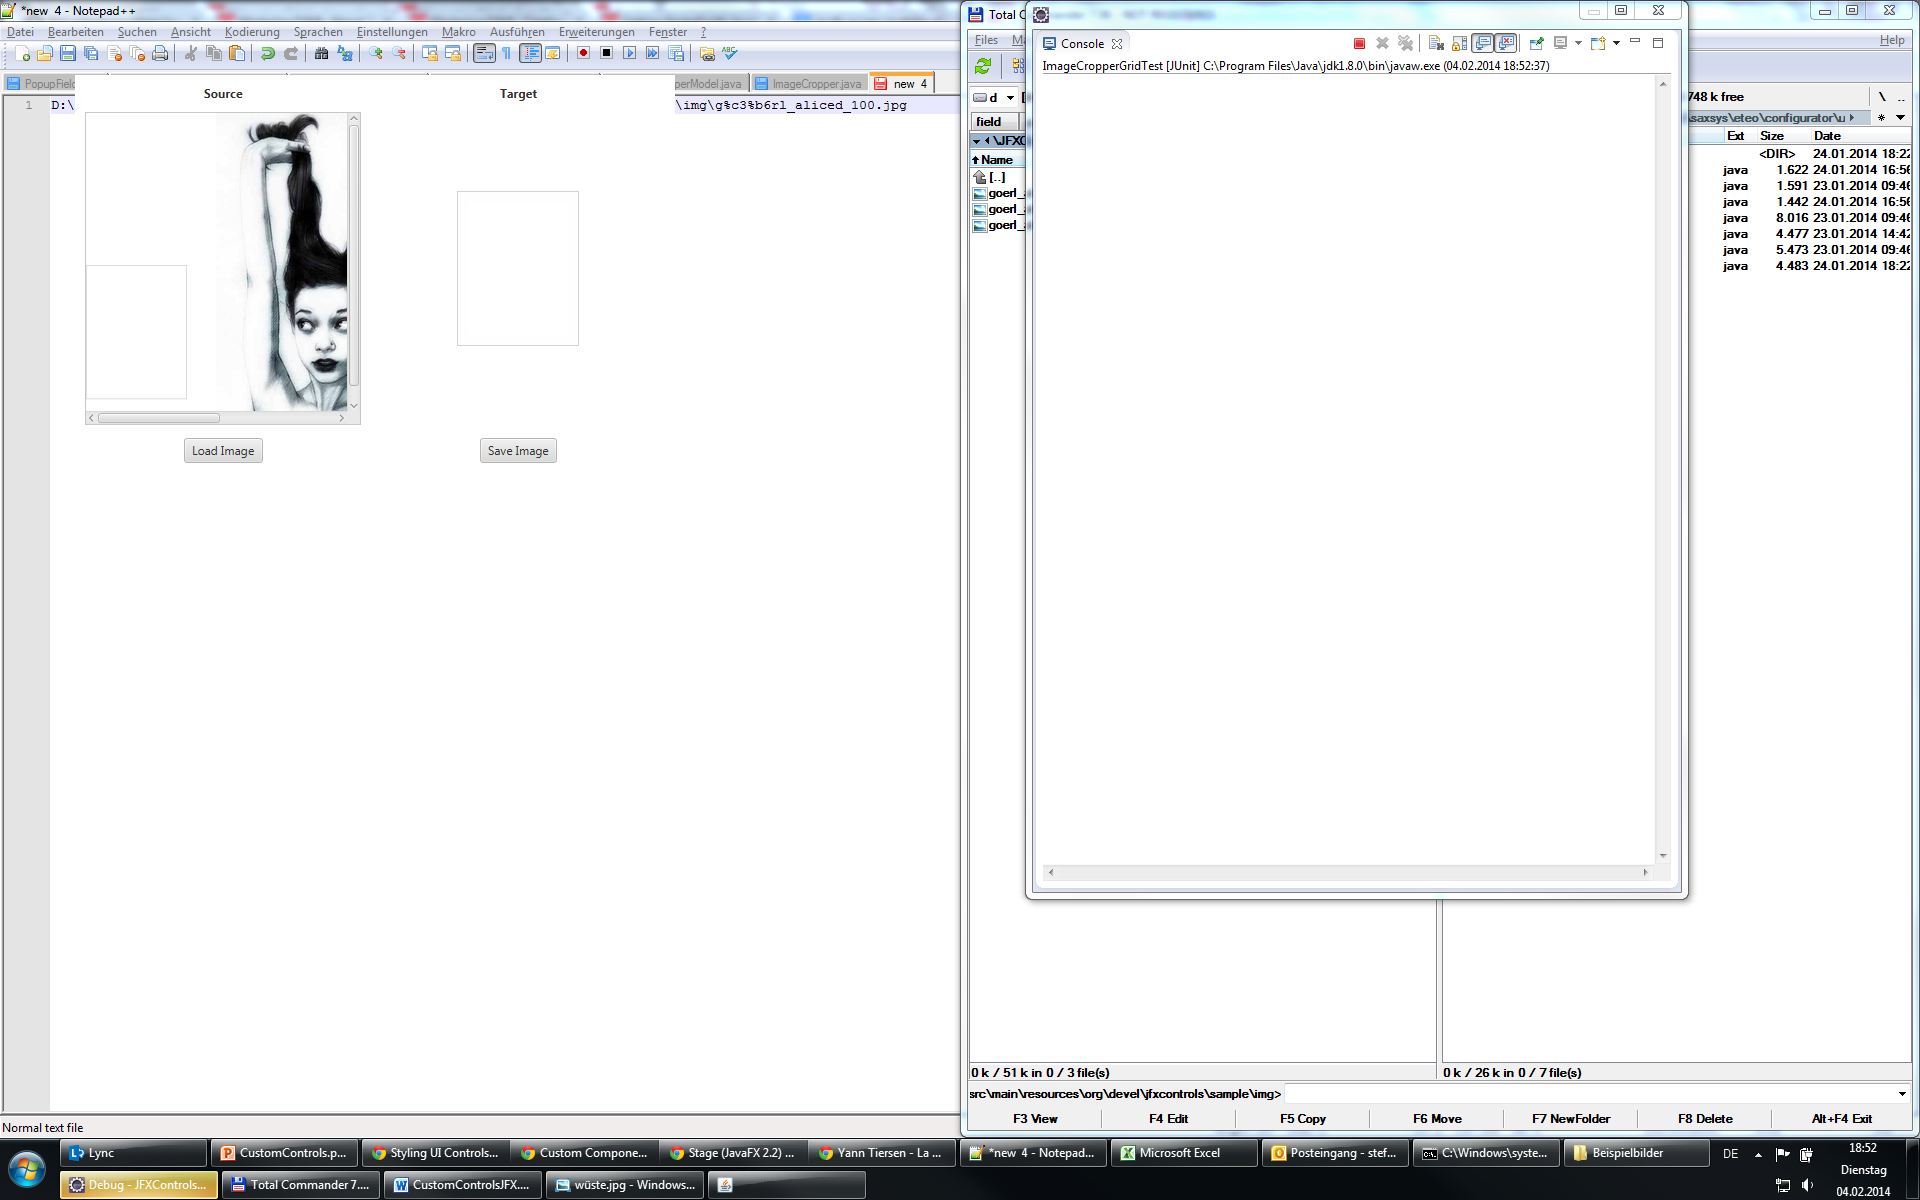 *new  4 - Notepad++
Datei Bearbeiten Suchen Ansicht Kodierung Sprachen Einstellungen Makro Ausführen Erweiterungen Fenster ?
PopupField
perModel.java
ImageCropper.java
new  4
1 D:\
\img\g%c3%b6rl_aliced_100.jpg
Source
Target
Load Image
Save Image
Normal text file
Total C
Files
Help
d
748 k free
\ ..
field
\saxsys\eteo\configurator\u
* 
\JFXC
Name
Ext Size Date
[..]
<DIR> 24.01.2014 18:22
goerl_
goerl_
goerl_
java 1.622 24.01.2014 16:56
java 1.591 23.01.2014 09:46
java 1.442 24.01.2014 16:56
java 8.016 23.01.2014 09:46
java 4.477 23.01.2014 14:42
java 5.473 23.01.2014 09:46
java 4.483 24.01.2014 18:22
Console
ImageCropperGridTest [JUnit] C:\Program Files\Java\jdk1.8.0\bin\javaw.exe (04.02.2014 18:52:37)
0 k / 51 k in 0 / 3 file(s)
0 k / 26 k in 0 / 7 file(s)
src\main\resources\org\devel\jfxcontrols\sample\img>
F3 View F4 Edit F5 Copy F6 Move F7 NewFolder F8 Delete Alt+F4 Exit
Lync
CustomControls.p...
Styling UI Controls...
Custom Compone...
Stage (JavaFX 2.2) ...
Yann Tiersen - La ...
*new 4 - Notepad...
Microsoft Excel
Posteingang - stef...
C:\Windows\syste...
Beispielbilder
DE
18:52
Dienstag
04.02.2014
Debug - JFXControls...
Total Commander 7....
CustomControlsJFX....
wüste.jpg - Windows...